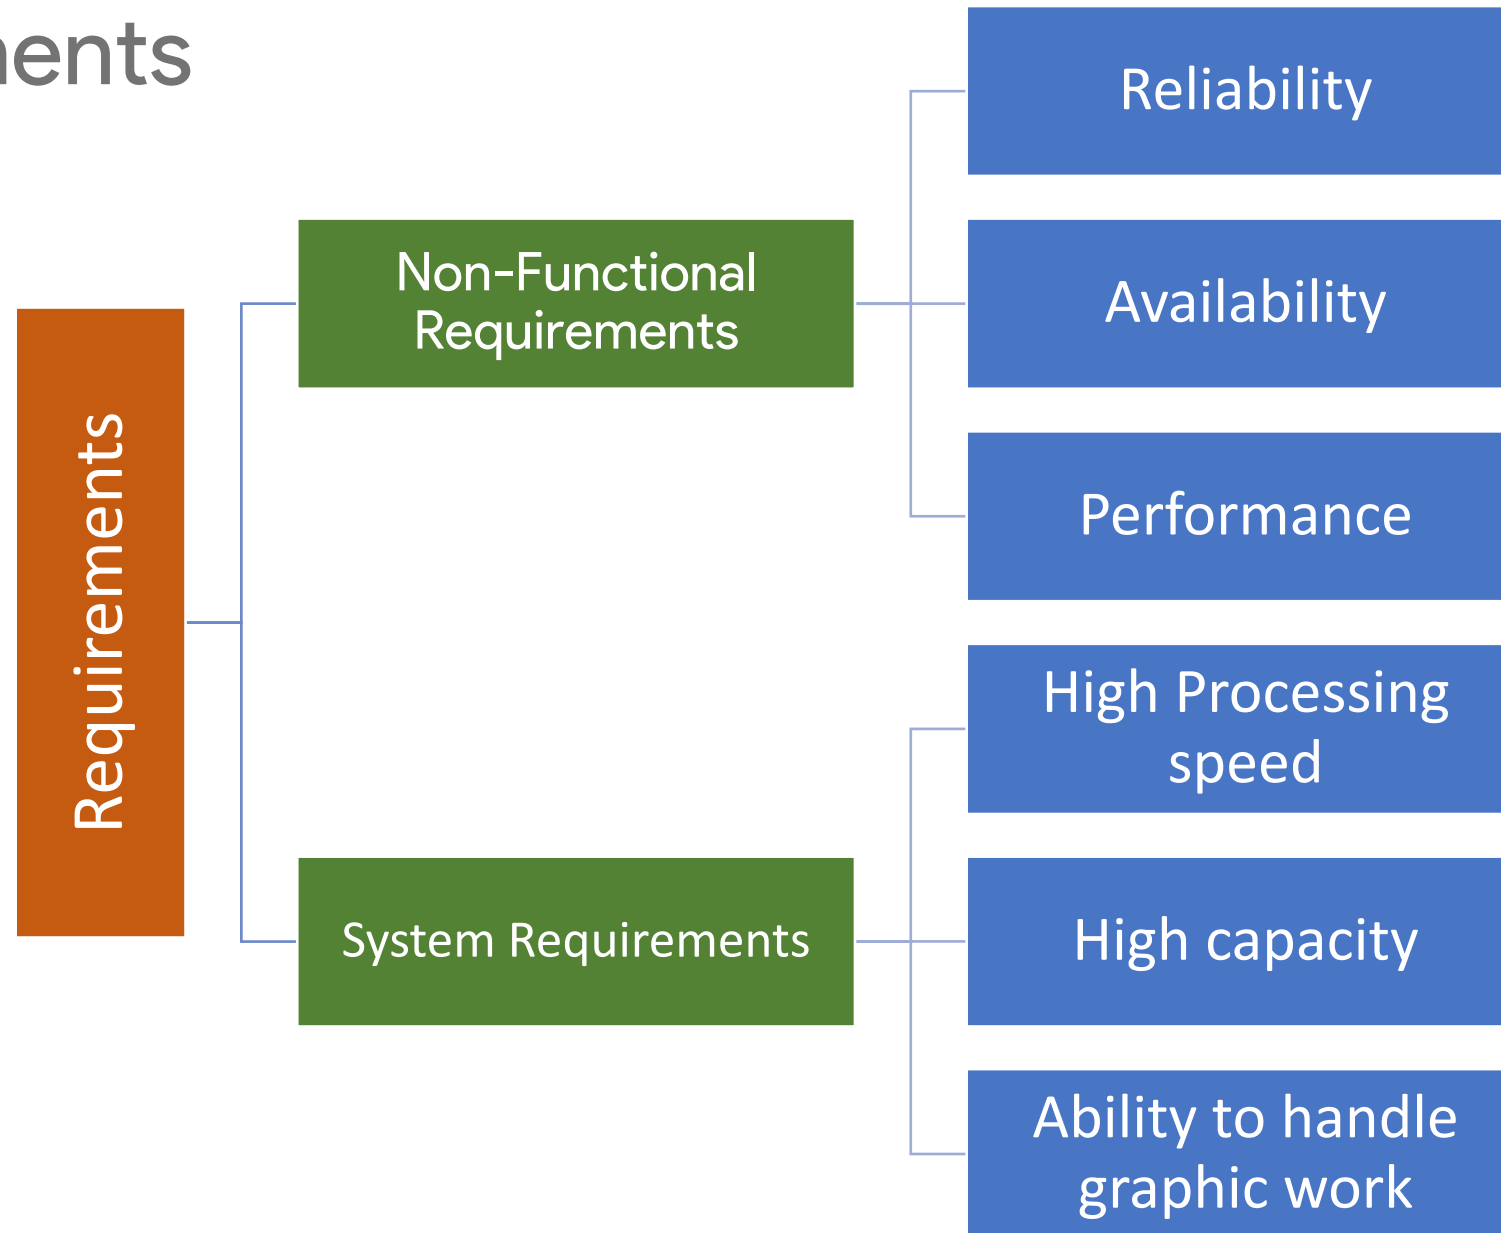 ments
Reliability
Non-Functional
Requirements
Availability
Performance
Requirements
High Processing
speed
System Requirements
High capacity
Ability to handle
graphic work